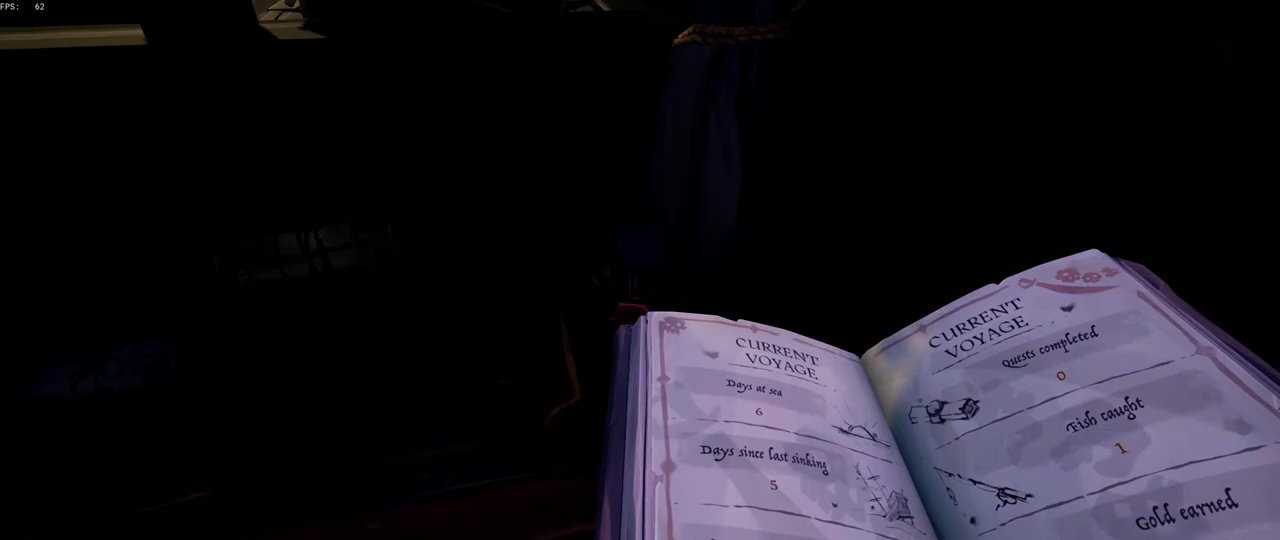 FPS: 62
CURRENT
VOYAGE
Days at sea
6
Days since last sinking
5
CURRENT
VOYAGE
Quests completed
0
Fish caught
1
Gold earned